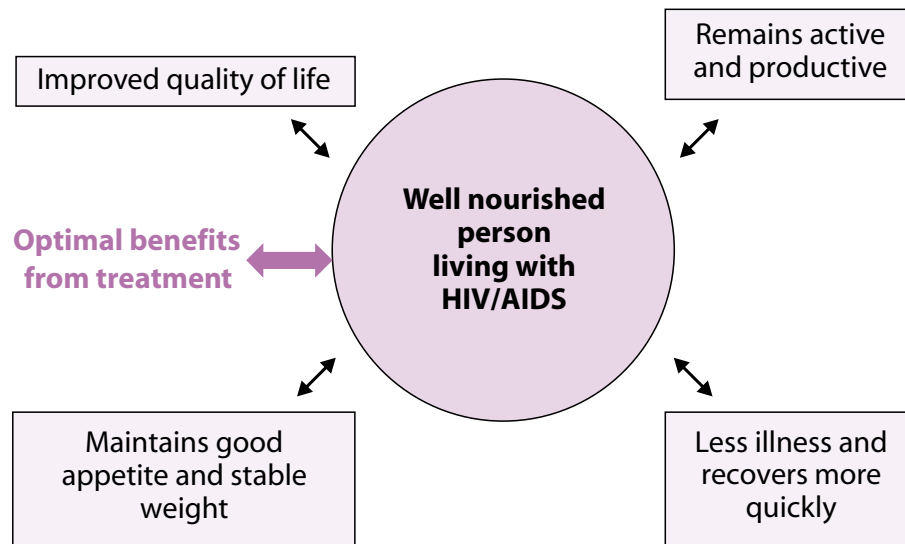 Improved quality of life
Remains active
and productive
Optimal benefits
from treatment
Well nourished
person
living with
HIV/AIDS
Maintains good
appetite and stable
weight
Less illness and
recovers more
quickly